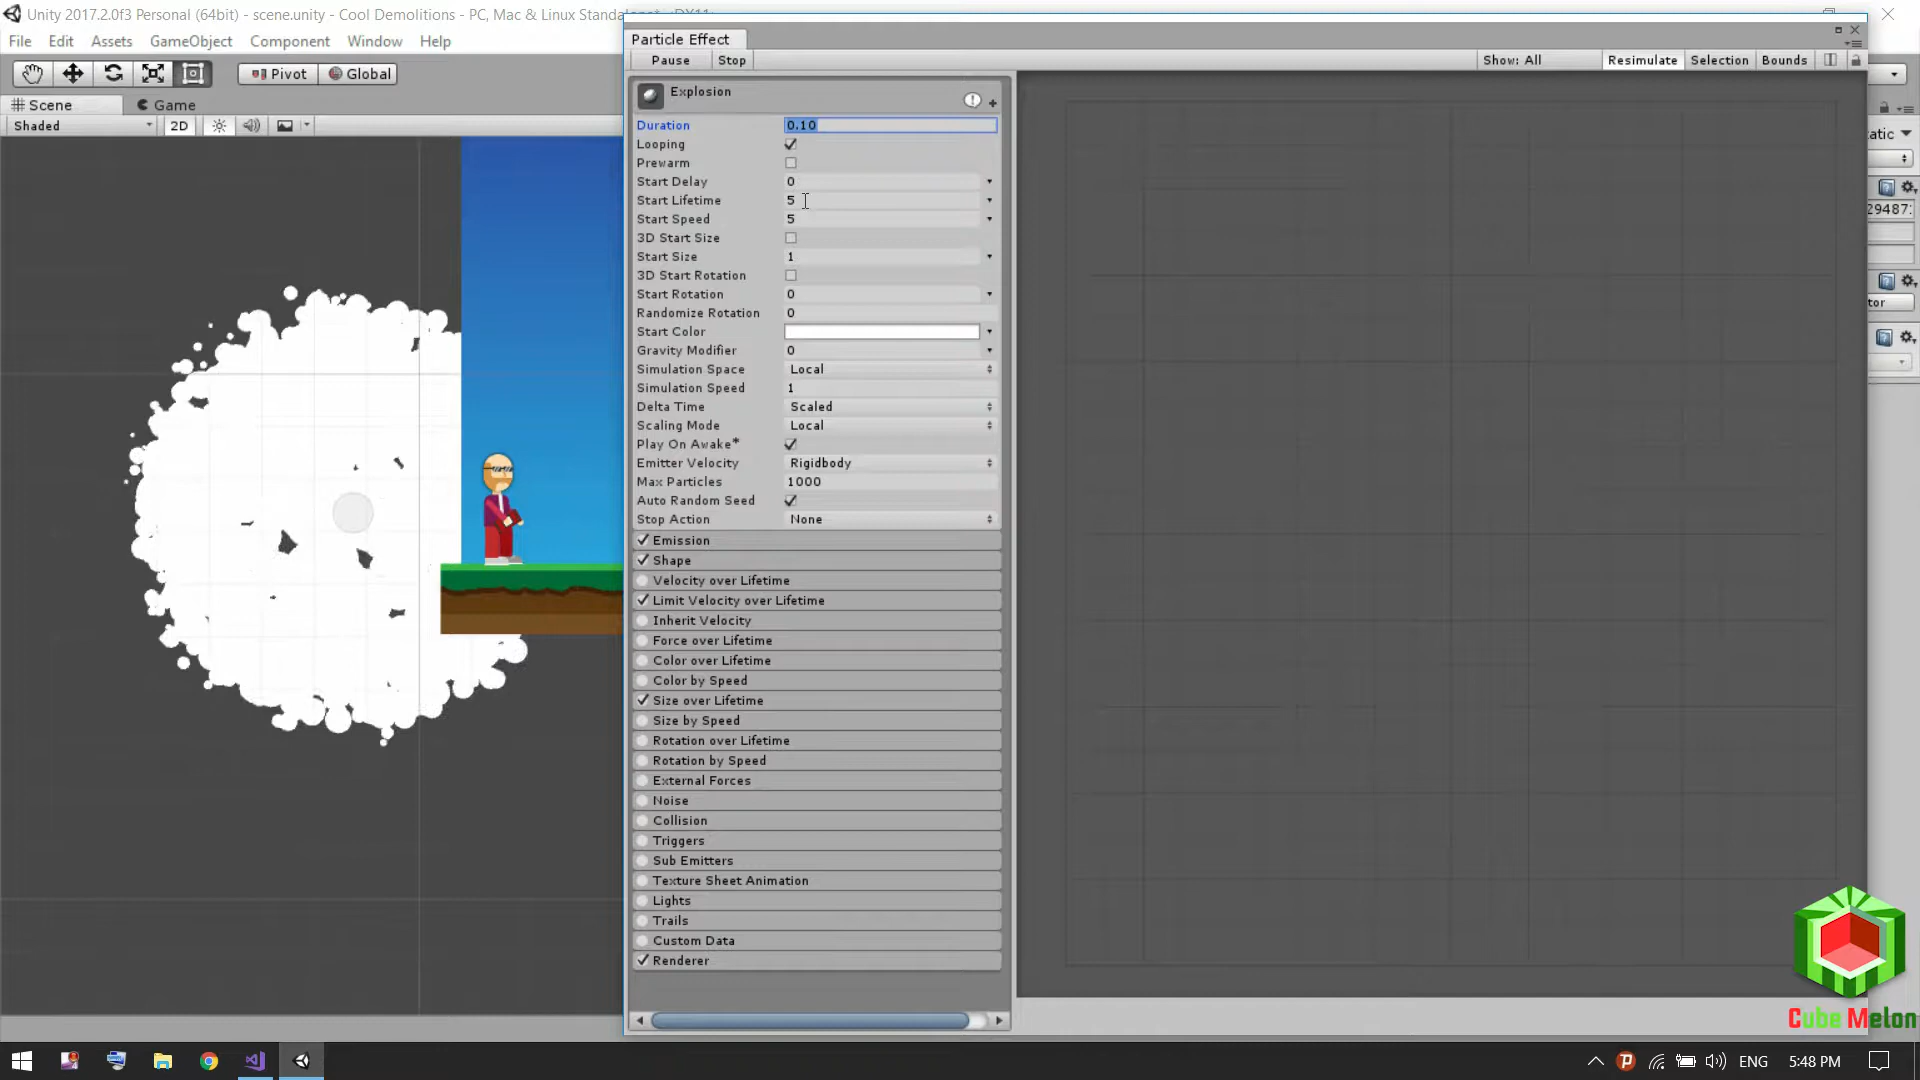 Unity 2017.2.0f3 Personal (64bit) - scene.unity - Cool Demolitions - PC, Mac & Linux Standalone* <DX11>
File Edit Assets GameObject Component Window Help
Pivot Global
Scene Game
Shaded 2D
Particle Effect
Pause Stop Show: All Resimulate Selection Bounds
Explosion
Duration 0.10
Looping
Prewarm
Start Delay 0
Start Lifetime 5
Start Speed 5
3D Start Size
Start Size 1
3D Start Rotation
Start Rotation 0
Randomize Rotation 0
Start Color
Gravity Modifier 0
Simulation Space Local
Simulation Speed 1
Delta Time Scaled
Scaling Mode Local
Play On Awake*
Emitter Velocity Rigidbody
Max Particles 1000
Auto Random Seed
Stop Action None
Emission
Shape
Velocity over Lifetime
Limit Velocity over Lifetime
Inherit Velocity
Force over Lifetime
Color over Lifetime
Color by Speed
Size over Lifetime
Size by Speed
Rotation over Lifetime
Rotation by Speed
External Forces
Noise
Collision
Triggers
Sub Emitters
Texture Sheet Animation
Lights
Trails
Custom Data
Renderer
atic
29487
tor
Cube Melon
ENG 5:48 PM